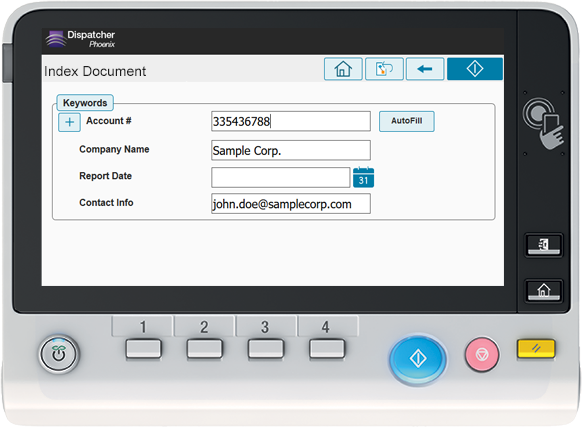 Dispatcher
Phoenix
Index Document
Keywords
+ Account # 335436788 AutoFill
Company Name Sample Corp.
Report Date 31
Contact Info john.doe@samplecorp.com
1 2 3 4